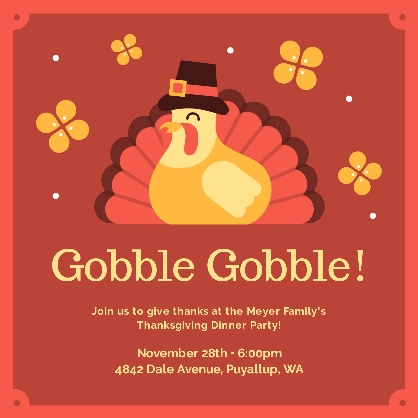 Gobble Gobble!
Join us to give thanks at the Meyer Family's
Thanksgiving Dinner Party!
November 28th - 6:00pm
4842 Dale Avenue, Puyallup, WA